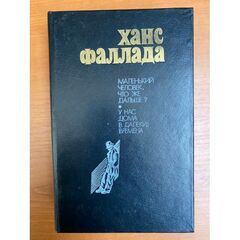 ХАНС
ФАЛЛАДА
МАЛЕНЬКИЙ
ЧЕЛОВЕК,
ЧТО ЖЕ
ДАЛЬШЕ?
У НАС
ДОМА
В ДАЛЕКИЕ
ВРЕМЕНА